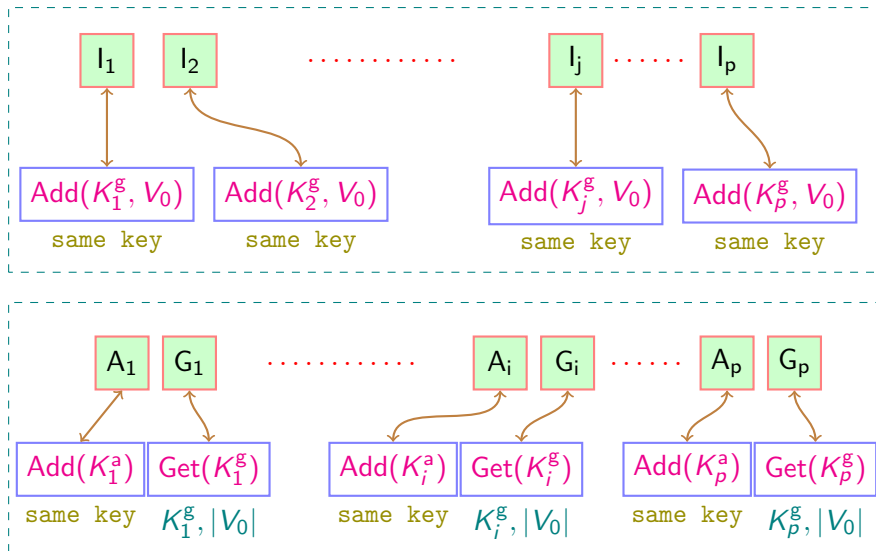 I₁ I₂ ............ Iⱼ ...... Iₚ
Add(K₁ᵍ, V₀) Add(K₂ᵍ, V₀) Add(Kⱼᵍ, V₀) Add(Kₚᵍ, V₀)
same key same key same key same key
A₁ G₁ ............ Aᵢ Gᵢ ...... Aₚ Gₚ
Add(K₁ᵃ) Get(K₁ᵍ) Add(Kᵢᵃ) Get(Kᵢᵍ) Add(Kₚᵃ) Get(Kₚᵍ)
same key K₁ᵍ, |V₀| same key Kᵢᵍ, |V₀| same key Kₚᵍ, |V₀|